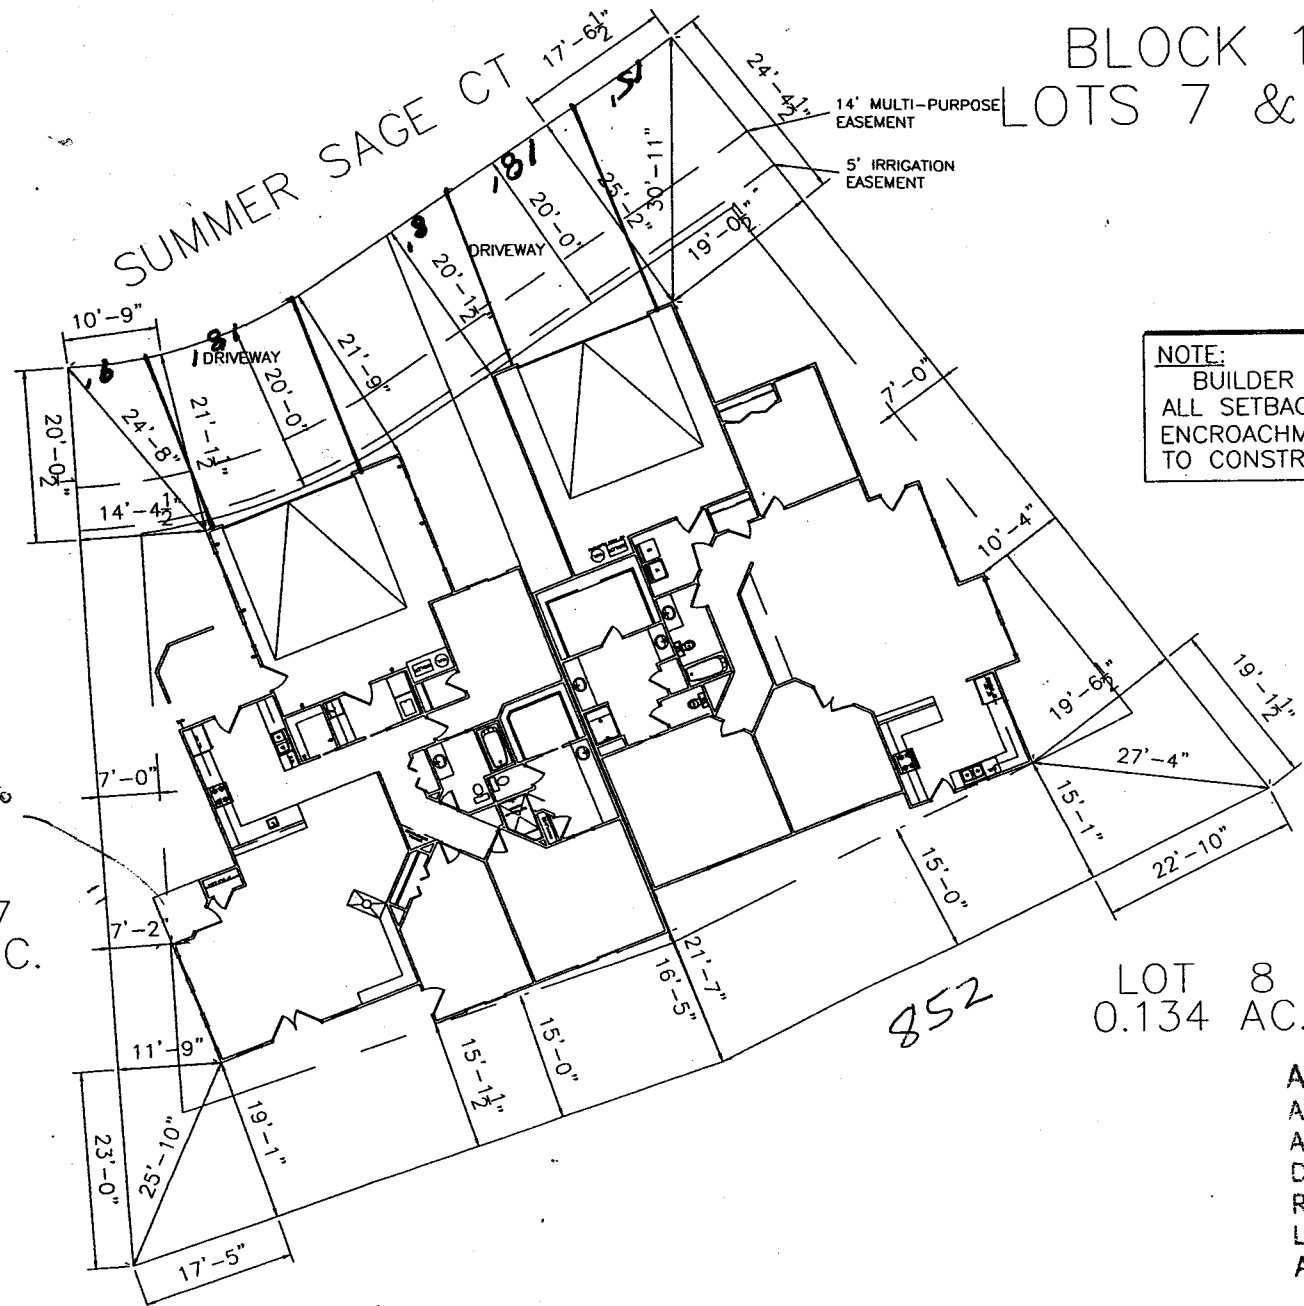 BLOCK 1
LOTS 7 &
SUMMER SAGE CT
17'-6½"
24'-4½"
14' MULTI-PURPOSE
EASEMENT
5' IRRIGATION
EASEMENT
30'-11"
25'-2"
19'-0½"
20'-0"
DRIVEWAY
20'-1½"
10'-9"
DRIVEWAY
21'-9"
20'-0"
21'-1½"
24'-8"
20'-0½"
14'-4½"
NOTE:
BUILDER
ALL SETBAC
ENCROACHM
TO CONSTR
7'-0"
10'-4"
19'-6½"
19'-1½"
27'-4"
15'-1"
22'-10"
15'-0"
7'-0"
7'-2"
7
C.
21'-7"
16'-5"
852
LOT 8
0.134 AC.
11'-9"
15'-0"
15'-1½"
19'-1"
25'-10"
23'-0"
17'-5"
A
A
A
D
R
L
A